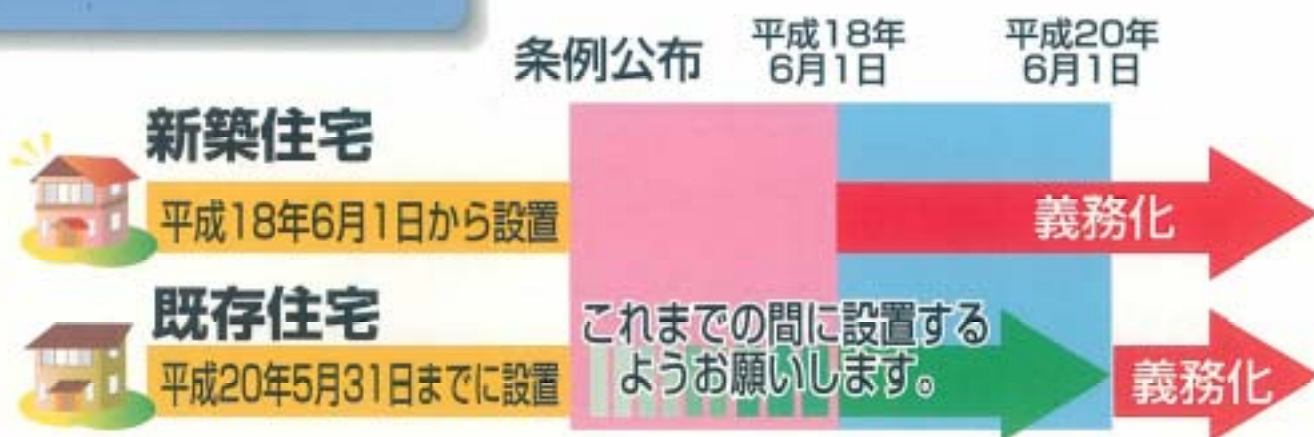 条例公布
平成18年
6月1日
平成20年
6月1日
新築住宅
平成18年6月1日から設置
義務化
既存住宅
平成20年5月31日までに設置
これまでの間に設置する
ようお願いします。
義務化